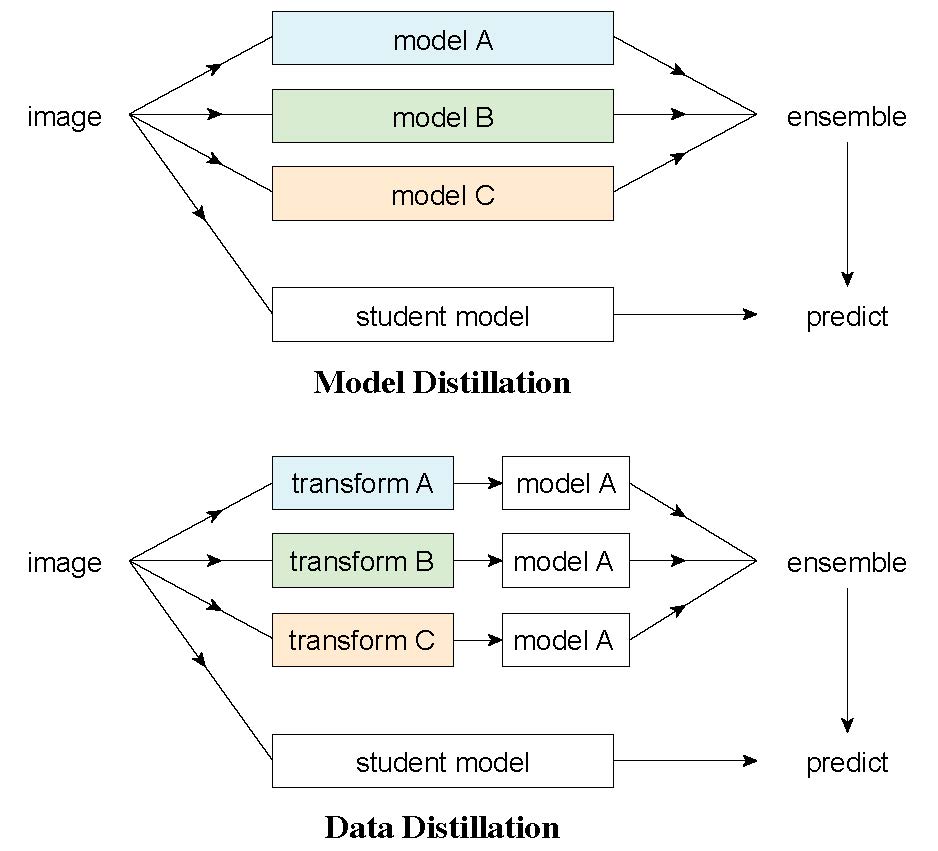 model A
image
model B
ensemble
model C
student model
predict
Model Distillation
transform A
model A
image
transform B
model A
ensemble
transform C
model A
student model
predict
Data Distillation